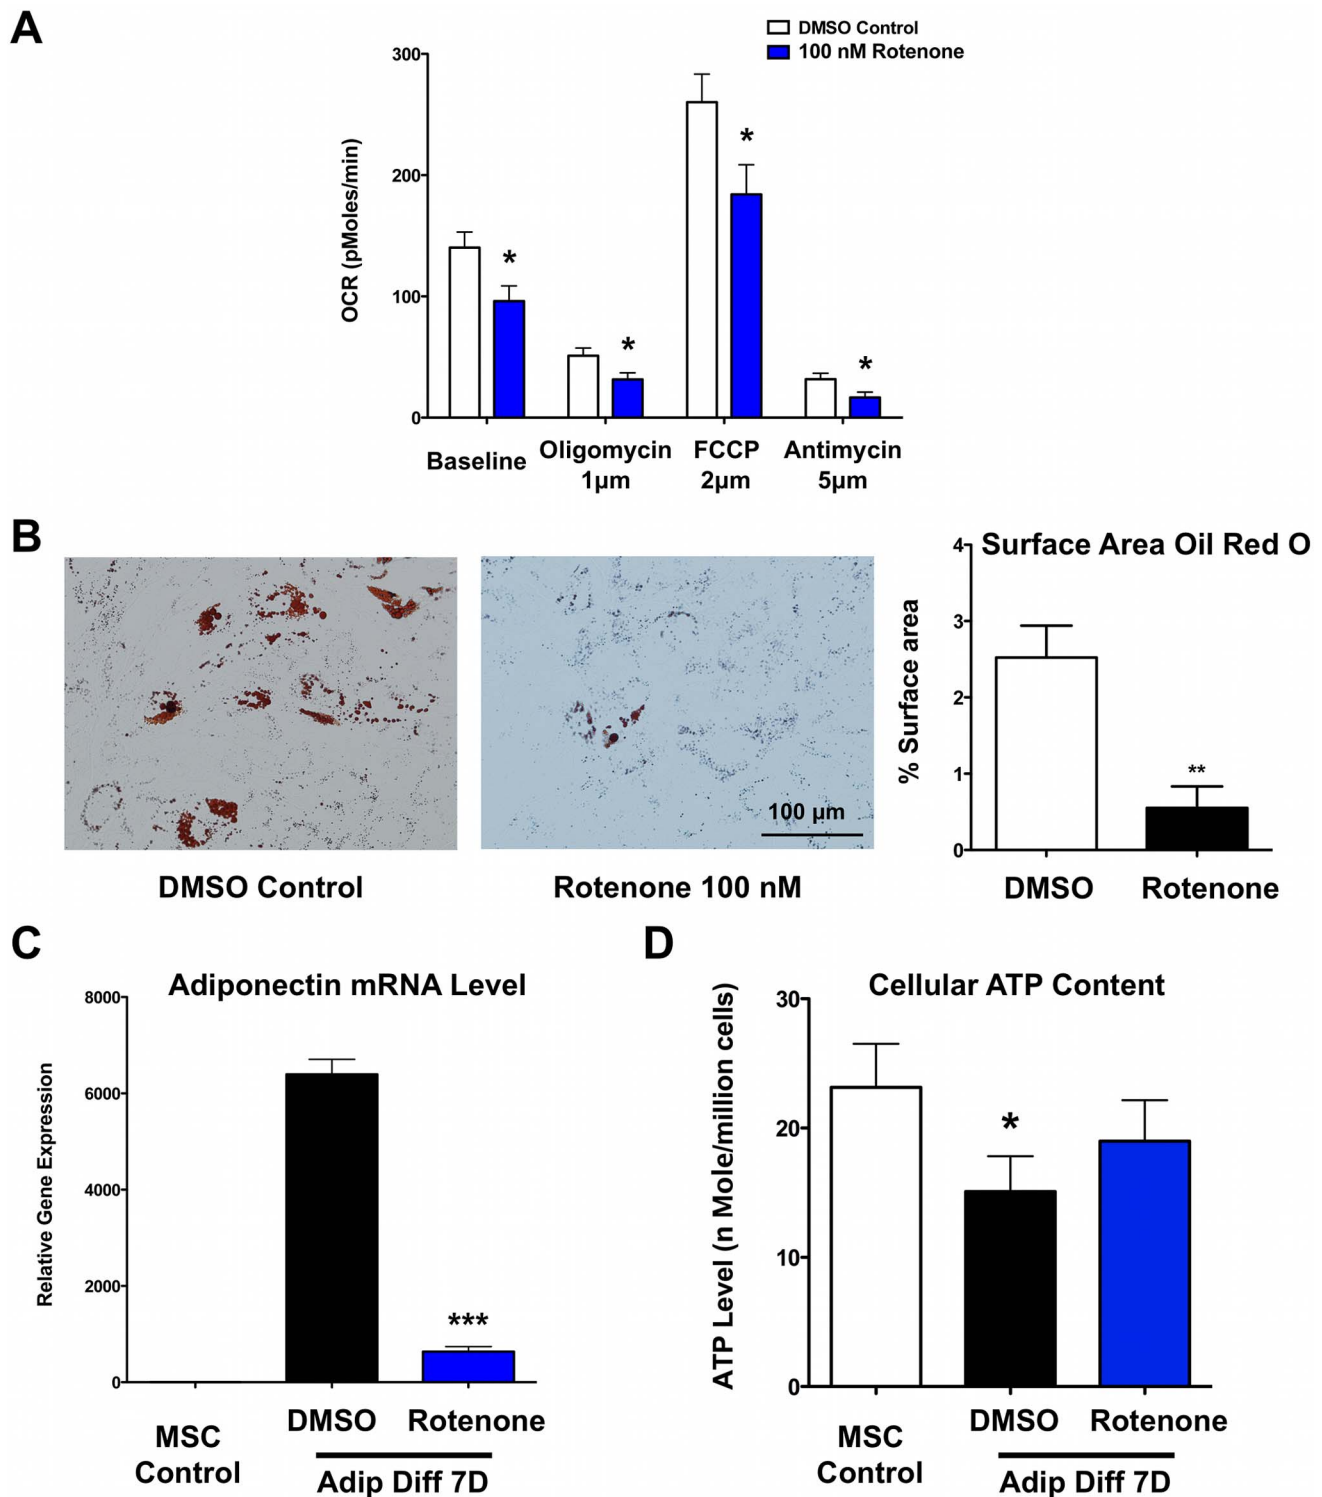 A
DMSO Control
100 nM Rotenone
OCR (pMoles/min)
300
200
100
0
*
*
*
*
Baseline
Oligomycin
1µm
FCCP
2µm
Antimycin
5µm
B
100 µm
DMSO Control
Rotenone 100 nM
Surface Area Oil Red O
% Surface area
4
3
2
1
0
**
DMSO
Rotenone
C
Adiponectin mRNA Level
Relative Gene Expression
8000
6000
4000
2000
0
***
MSC
Control
DMSO
Rotenone
Adip Diff 7D
D
Cellular ATP Content
ATP Level (n Mole/million cells)
30
20
10
0
*
MSC
Control
DMSO
Rotenone
Adip Diff 7D